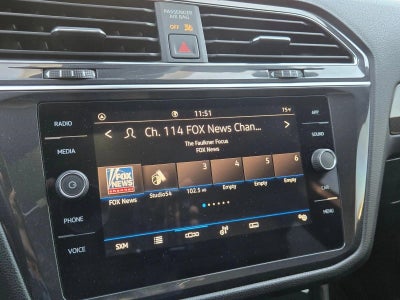 PASSENGER
AIR BAG
OFF
11:51
75°
RADIO
APP
Ch. 114 FOX News Chan...
SOUND
MEDIA
The Faulkner Focus
FOX News
FOX
NEWS
3
4
5
6
FOX News
Studio54
102.5 HD
Empty
Empty
Empty
CAR
PHONE
MENU
VOICE
SXM